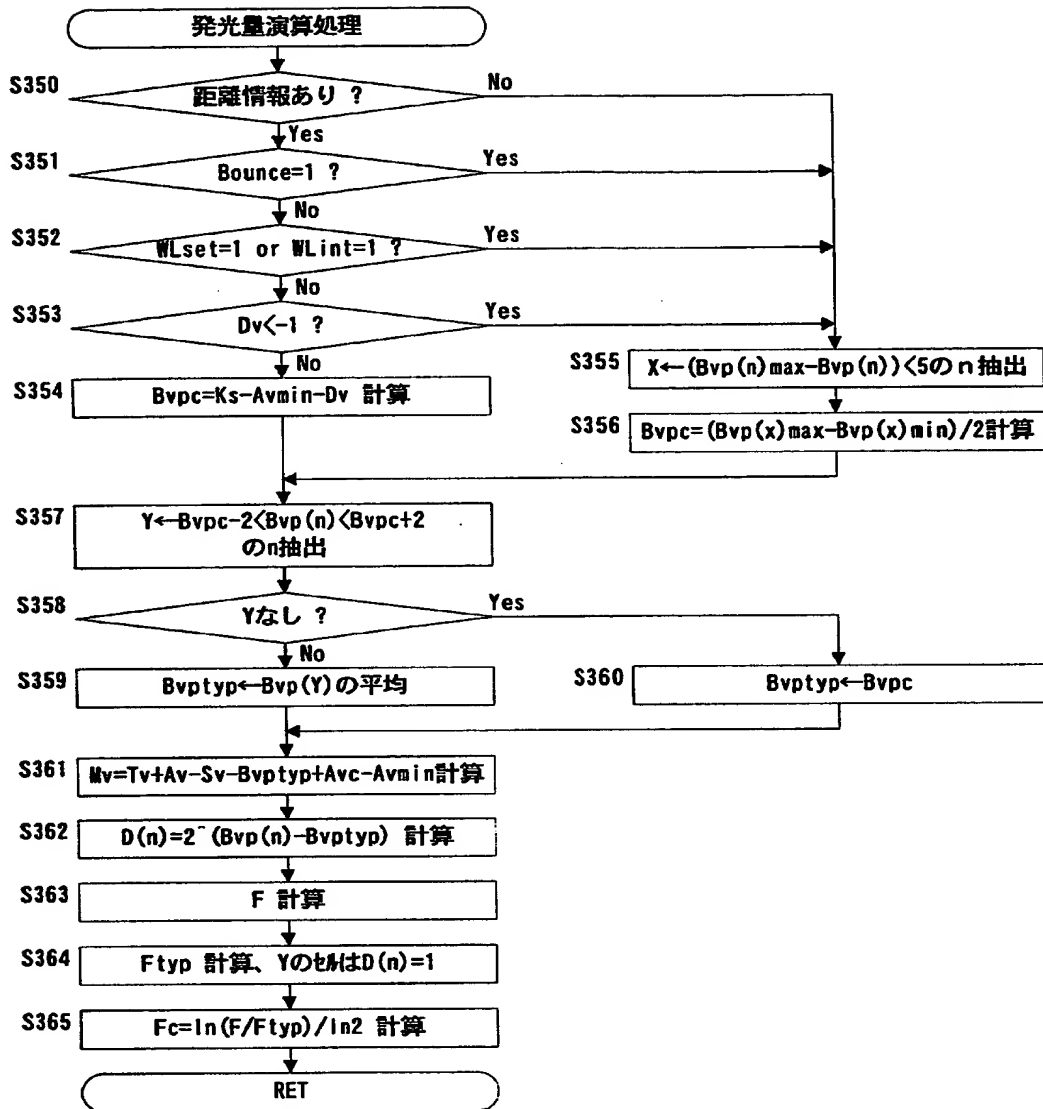 発光量演算処理
S350
距離情報あり ?
No
Yes
S351
Bounce=1 ?
Yes
No
S352
WLset=1 or WLint=1 ?
Yes
No
S353
Dv<-1 ?
Yes
No
S354
Bvpc=Ks-Avmin-Dv 計算
S355
X←(Bvp(n)max-Bvp(n))<5のn抽出
S356
Bvpc=(Bvp(x)max-Bvp(x)min)/2計算
S357
Y←Bvpc-2<Bvp(n)<Bvpc+2
のn抽出
S358
Yなし ?
Yes
No
S359
Bvptyp←Bvp(Y)の平均
S360
Bvptyp←Bvpc
S361
Mv=Tv+Av-Sv-Bvptyp+Avc-Avmin計算
S362
D(n)=2^(Bvp(n)-Bvptyp) 計算
S363
F 計算
S364
Ftyp 計算、YのセルはD(n)=1
S365
Fc=ln(F/Ftyp)/ln2 計算
RET